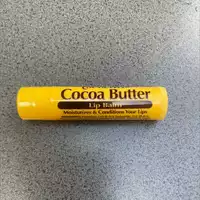 Cocoa Butter
Lip Balm
Moisturizes & Conditions Your Lips